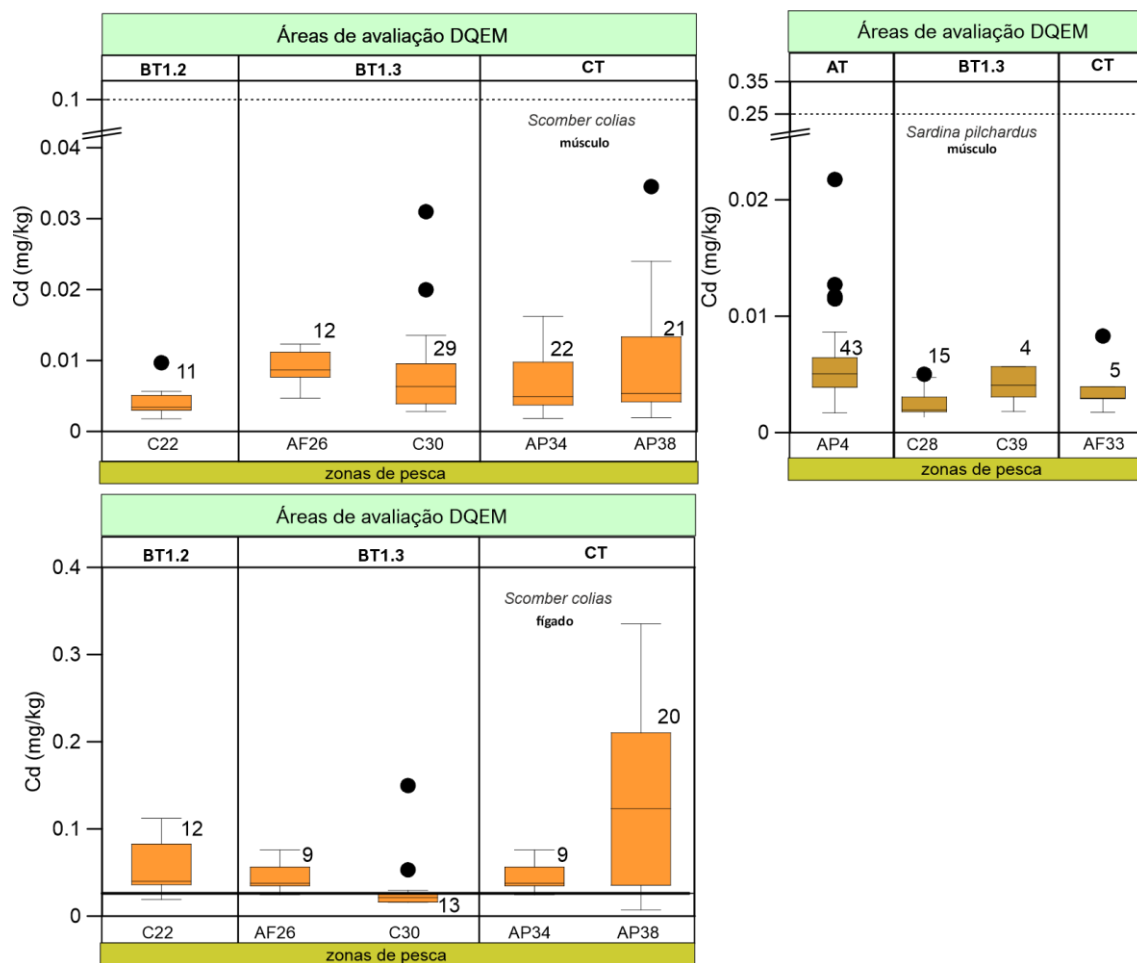 Áreas de avaliação DQEM
BT1.2 BT1.3 CT
Cd (mg/kg)
0.1
0.04
0.03
0.02
0.01
0
Scomber colias
músculo
11 12 29 22 21
C22 AF26 C30 AP34 AP38
zonas de pesca
Áreas de avaliação DQEM
AT BT1.3 CT
Cd (mg/kg)
0.35
0.25
0.02
0.01
0
Sardina pilchardus
músculo
43 15 4 5
AP4 C28 C39 AF33
zonas de pesca
Áreas de avaliação DQEM
BT1.2 BT1.3 CT
Cd (mg/kg)
0.4
0.3
0.2
0.1
0
Scomber colias
fígado
12 9 13 9 20
C22 AF26 C30 AP34 AP38
zonas de pesca